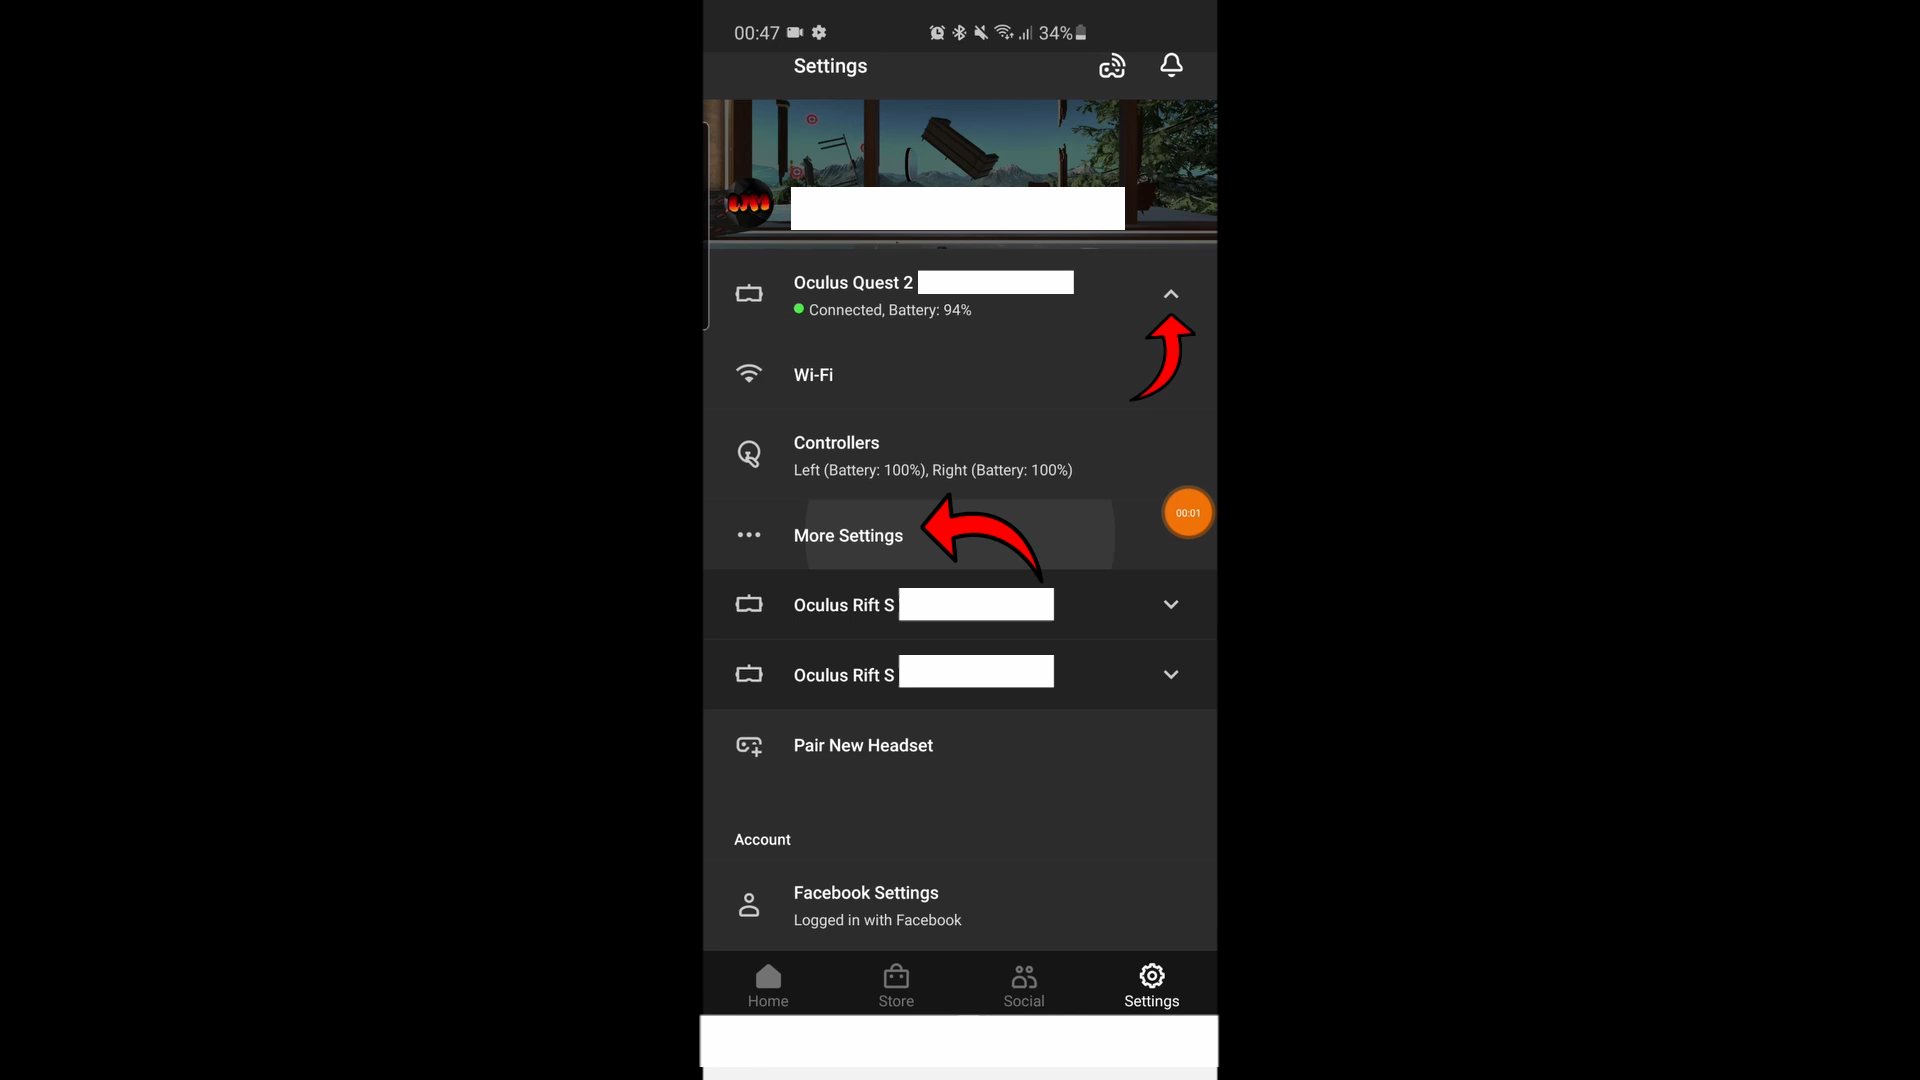 00:47
34%
Settings
Oculus Quest 2
Connected, Battery: 94%
Wi-Fi
Controllers
Left (Battery: 100%), Right (Battery: 100%)
More Settings
00:01
Oculus Rift S
Oculus Rift S
Pair New Headset
Account
Facebook Settings
Logged in with Facebook
Home
Store
Social
Settings